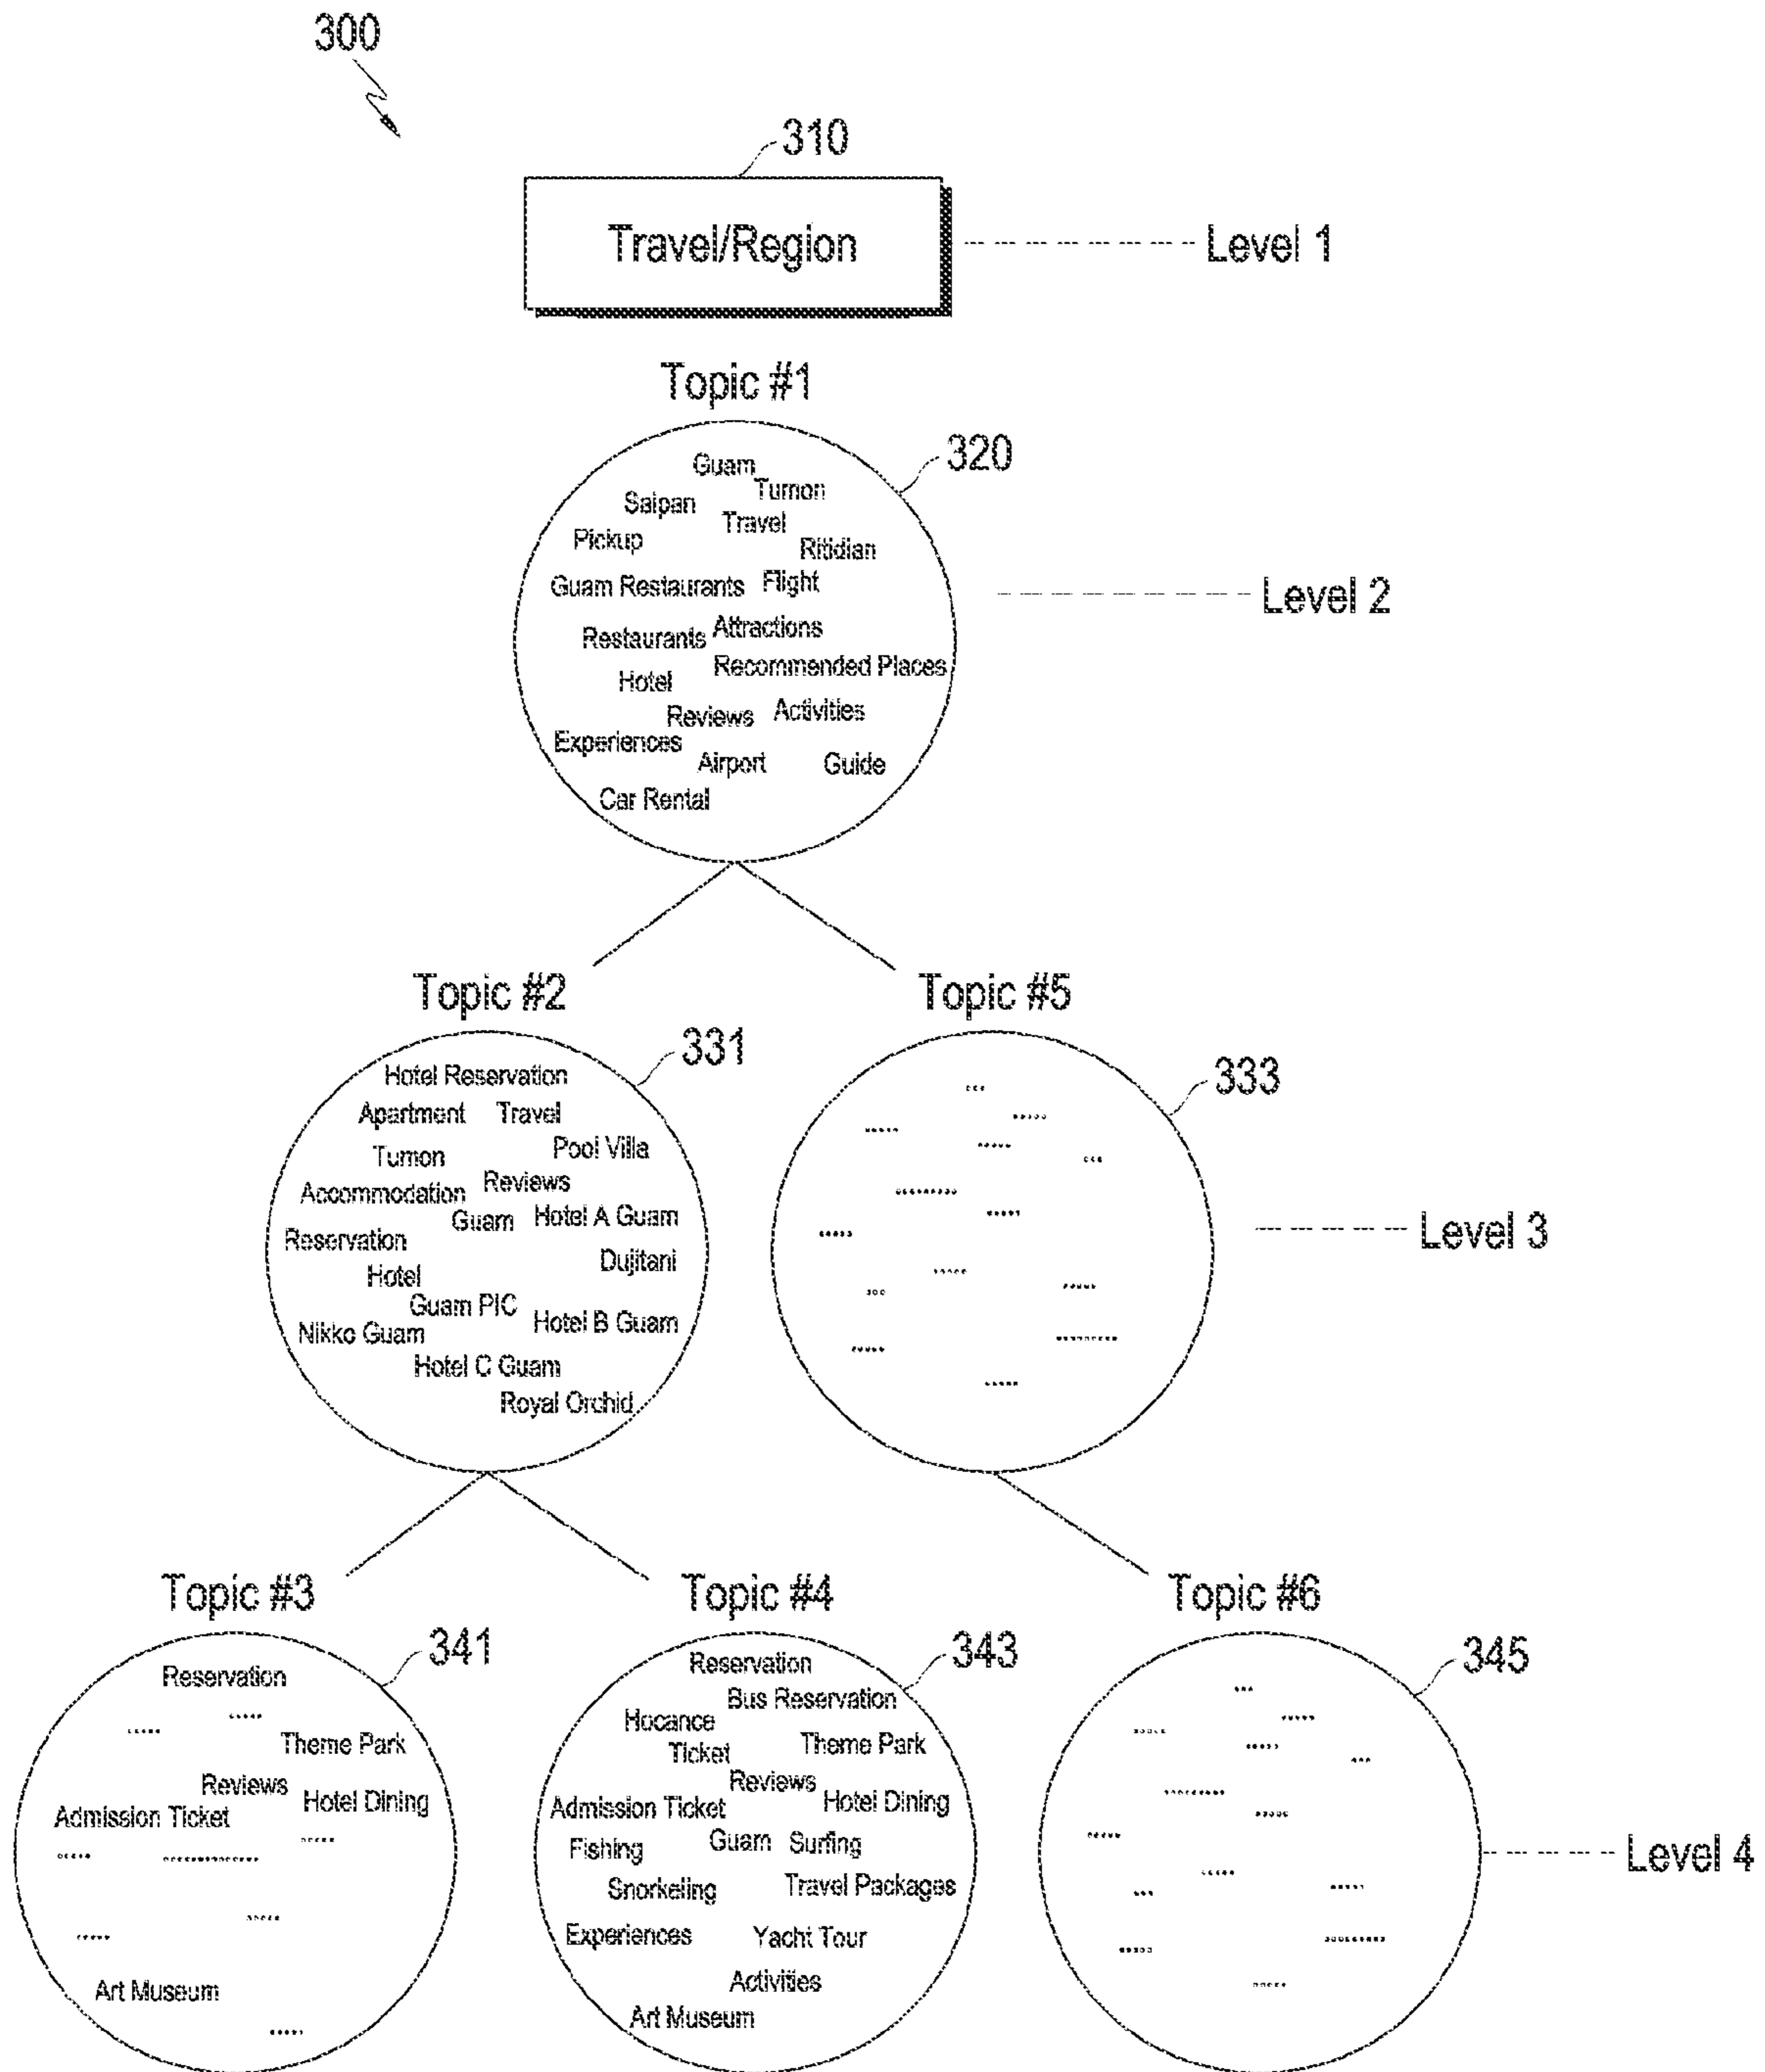 300
310
Travel/Region
Level 1
Topic #1
320
Guam
Tumon
Saipan
Travel
Pickup
Ritidian
Guam Restaurants
Flight
Level 2
Attractions
Restaurants
Recommended Places
Hotel
Activities
Reviews
Experiences
Airport
Guide
Car Rental
Topic #2
Topic #5
331
333
Hotel Reservation
Apartment
Travel
Pool Villa
Tumon
Reviews
Accommodation
Guam
Hotel A Guam
Level 3
Reservation
Dujitani
Hotel
Guam PIC
Hotel B Guam
Nikko Guam
Hotel C Guam
Royal Orchid
Topic #3
Topic #4
Topic #6
341
343
345
Reservation
Theme Park
Reviews
Hotel Dining
Admission Ticket
Art Museum
Reservation
Bus Reservation
Hocance
Theme Park
Ticket
Reviews
Hotel Dining
Admission Ticket
Guam
Surfing
Fishing
Snorkeling
Travel Packages
Experiences
Yacht Tour
Activities
Art Museum
Level 4